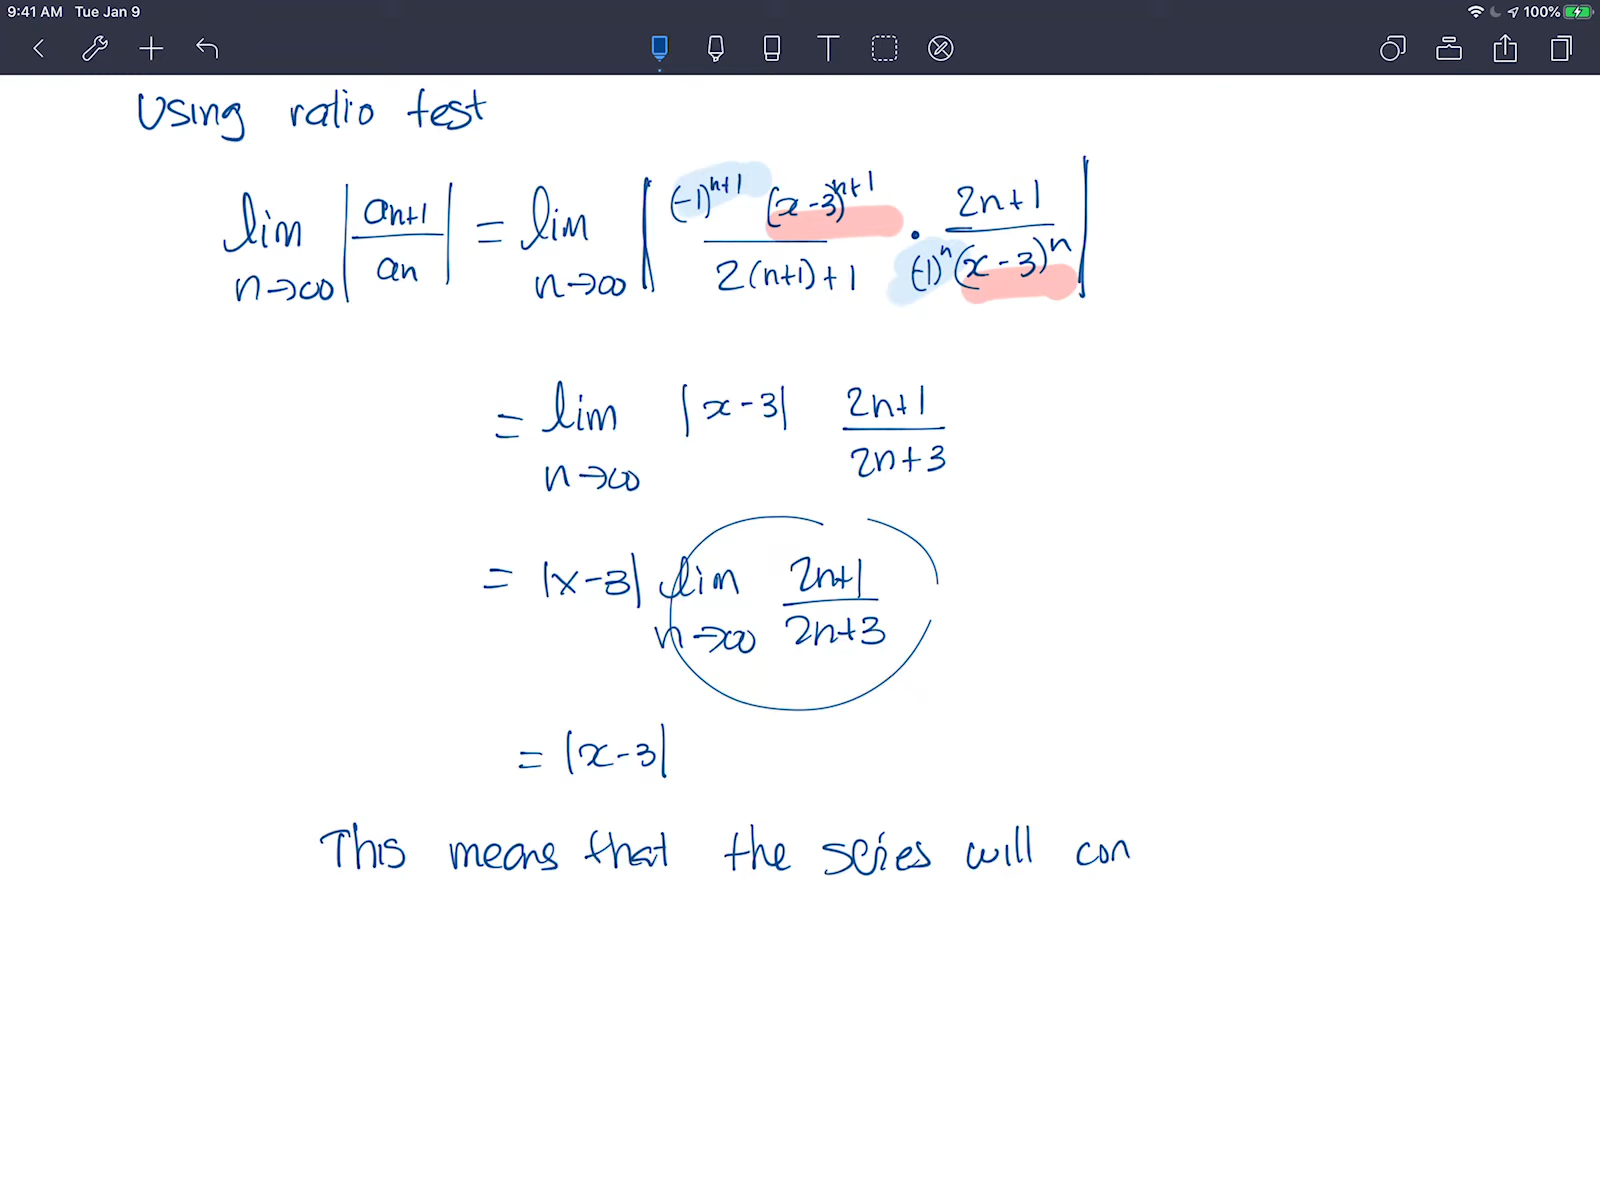 9:41 AM Tue Jan 9 100%
T
Using ratio test
lim n→∞ |an+1/an| = lim n→∞ |(-1)^n+1 (x-3)^n+1 / 2(n+1)+1 · 2n+1 / (-1)^n (x-3)^n|
= lim n→∞ |x-3| 2n+1 / 2n+3
= |x-3| lim n→∞ 2n+1 / 2n+3
= |x-3|
This means that the series will con